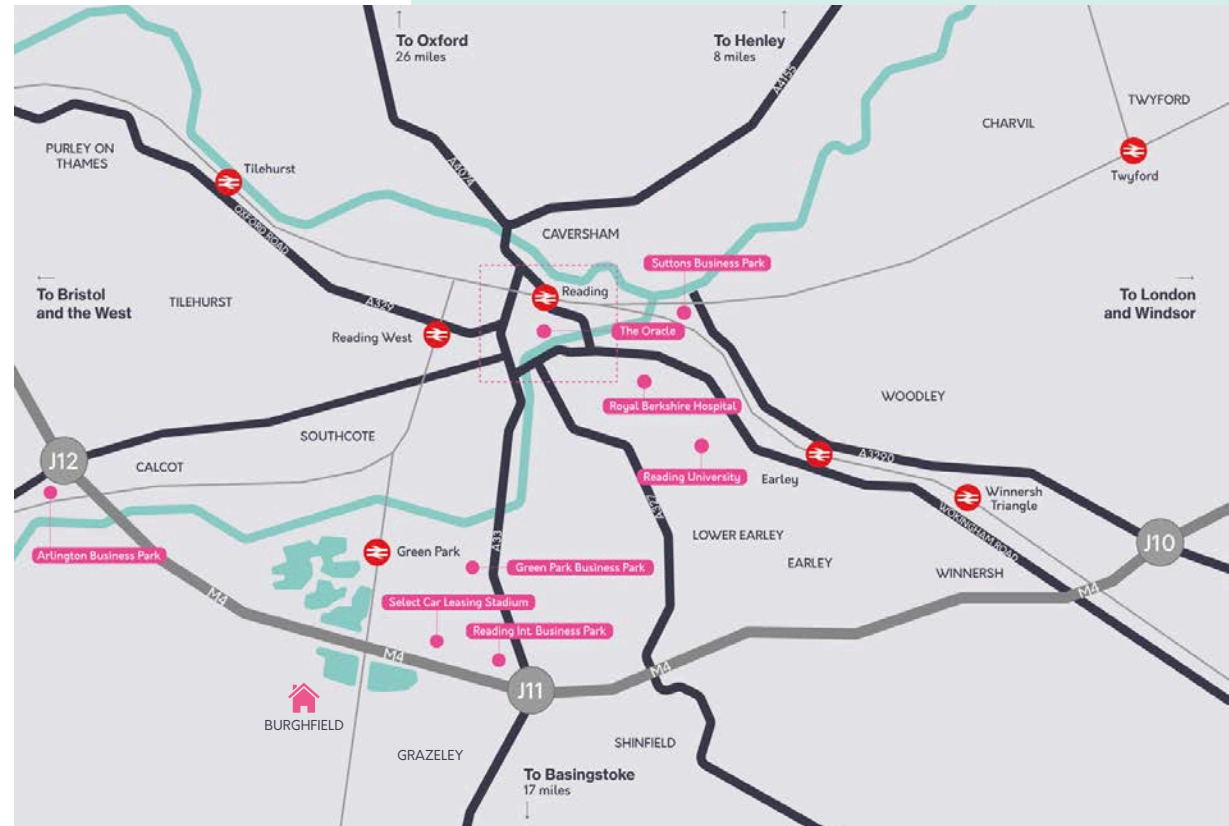 To Oxford
26 miles
To Henley
8 miles
A4155
TWYFORD
CHARVIL
PURLEY ON
THAMES
Tilehurst
Twyford
A4074
OXFORD ROAD
CAVERSHAM
Suttons Business Park
To Bristol
and the West
TILEHURST
A329
Reading
To London
and Windsor
Reading West
The Oracle
WOODLEY
Royal Berkshire Hospital
SOUTHCOTE
J12
CALCOT
Reading University
Earley
A3290
Winnersh
Triangle
A327
WOKINGHAM ROAD
Arlington Business Park
Green Park
A33
LOWER EARLEY
EARLEY
J10
WINNERSH
Green Park Business Park
M4
M4
Select Car Leasing Stadium
Reading Int. Business Park
M4
M4
J11
BURGHFIELD
GRAZELEY
SHINFIELD
To Basingstoke
17 miles